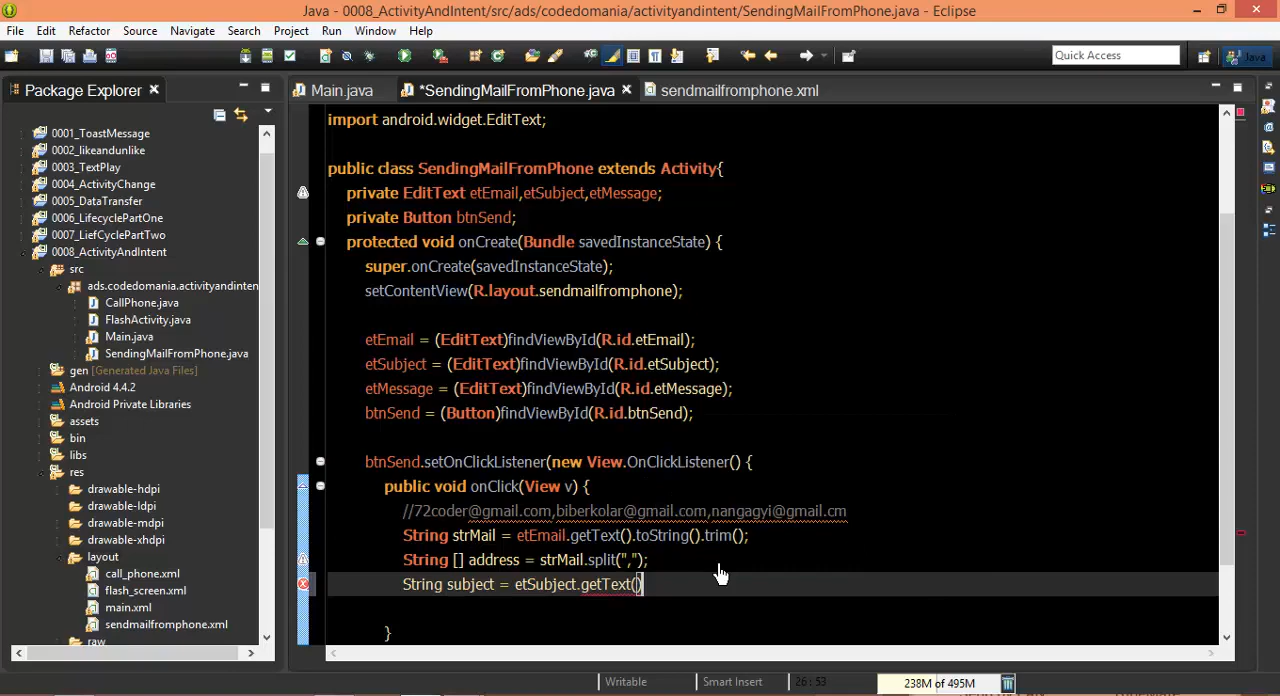 Java - 0008_ActivityAndIntent/src/ads/codedomania/activityandintent/SendingMailFromPhone.java - Eclipse
File Edit Refactor Source Navigate Search Project Run Window Help
Quick Access
Java
Package Explorer
Main.java
*SendingMailFromPhone.java
sendmailfromphone.xml
0001_ToastMessage
0002_likeandunlike
0003_TextPlay
0004_ActivityChange
0005_DataTransfer
0006_LifecyclePartOne
0007_LiefCyclePartTwo
0008_ActivityAndIntent
src
ads.codedomania.activityandinten
CallPhone.java
FlashActivity.java
Main.java
SendingMailFromPhone.java
gen [Generated Java Files]
Android 4.4.2
Android Private Libraries
assets
bin
libs
res
drawable-hdpi
drawable-ldpi
drawable-mdpi
drawable-xhdpi
layout
call_phone.xml
flash_screen.xml
main.xml
sendmailfromphone.xml
raw
import android.widget.EditText;
public class SendingMailFromPhone extends Activity{
private EditText etEmail,etSubject,etMessage;
private Button btnSend;
protected void onCreate(Bundle savedInstanceState) {
super.onCreate(savedInstanceState);
setContentView(R.layout.sendmailfromphone);
etEmail = (EditText)findViewById(R.id.etEmail);
etSubject = (EditText)findViewById(R.id.etSubject);
etMessage = (EditText)findViewById(R.id.etMessage);
btnSend = (Button)findViewById(R.id.btnSend);
btnSend.setOnClickListener(new View.OnClickListener() {
public void onClick(View v) {
//72coder@gmail.com,biberkolar@gmail.com,nangagyi@gmail.cm
String strMail = etEmail.getText().toString().trim();
String [] address = strMail.split(",");
String subject = etSubject.getText()
}
Writable
Smart Insert
26 : 53
238M of 495M